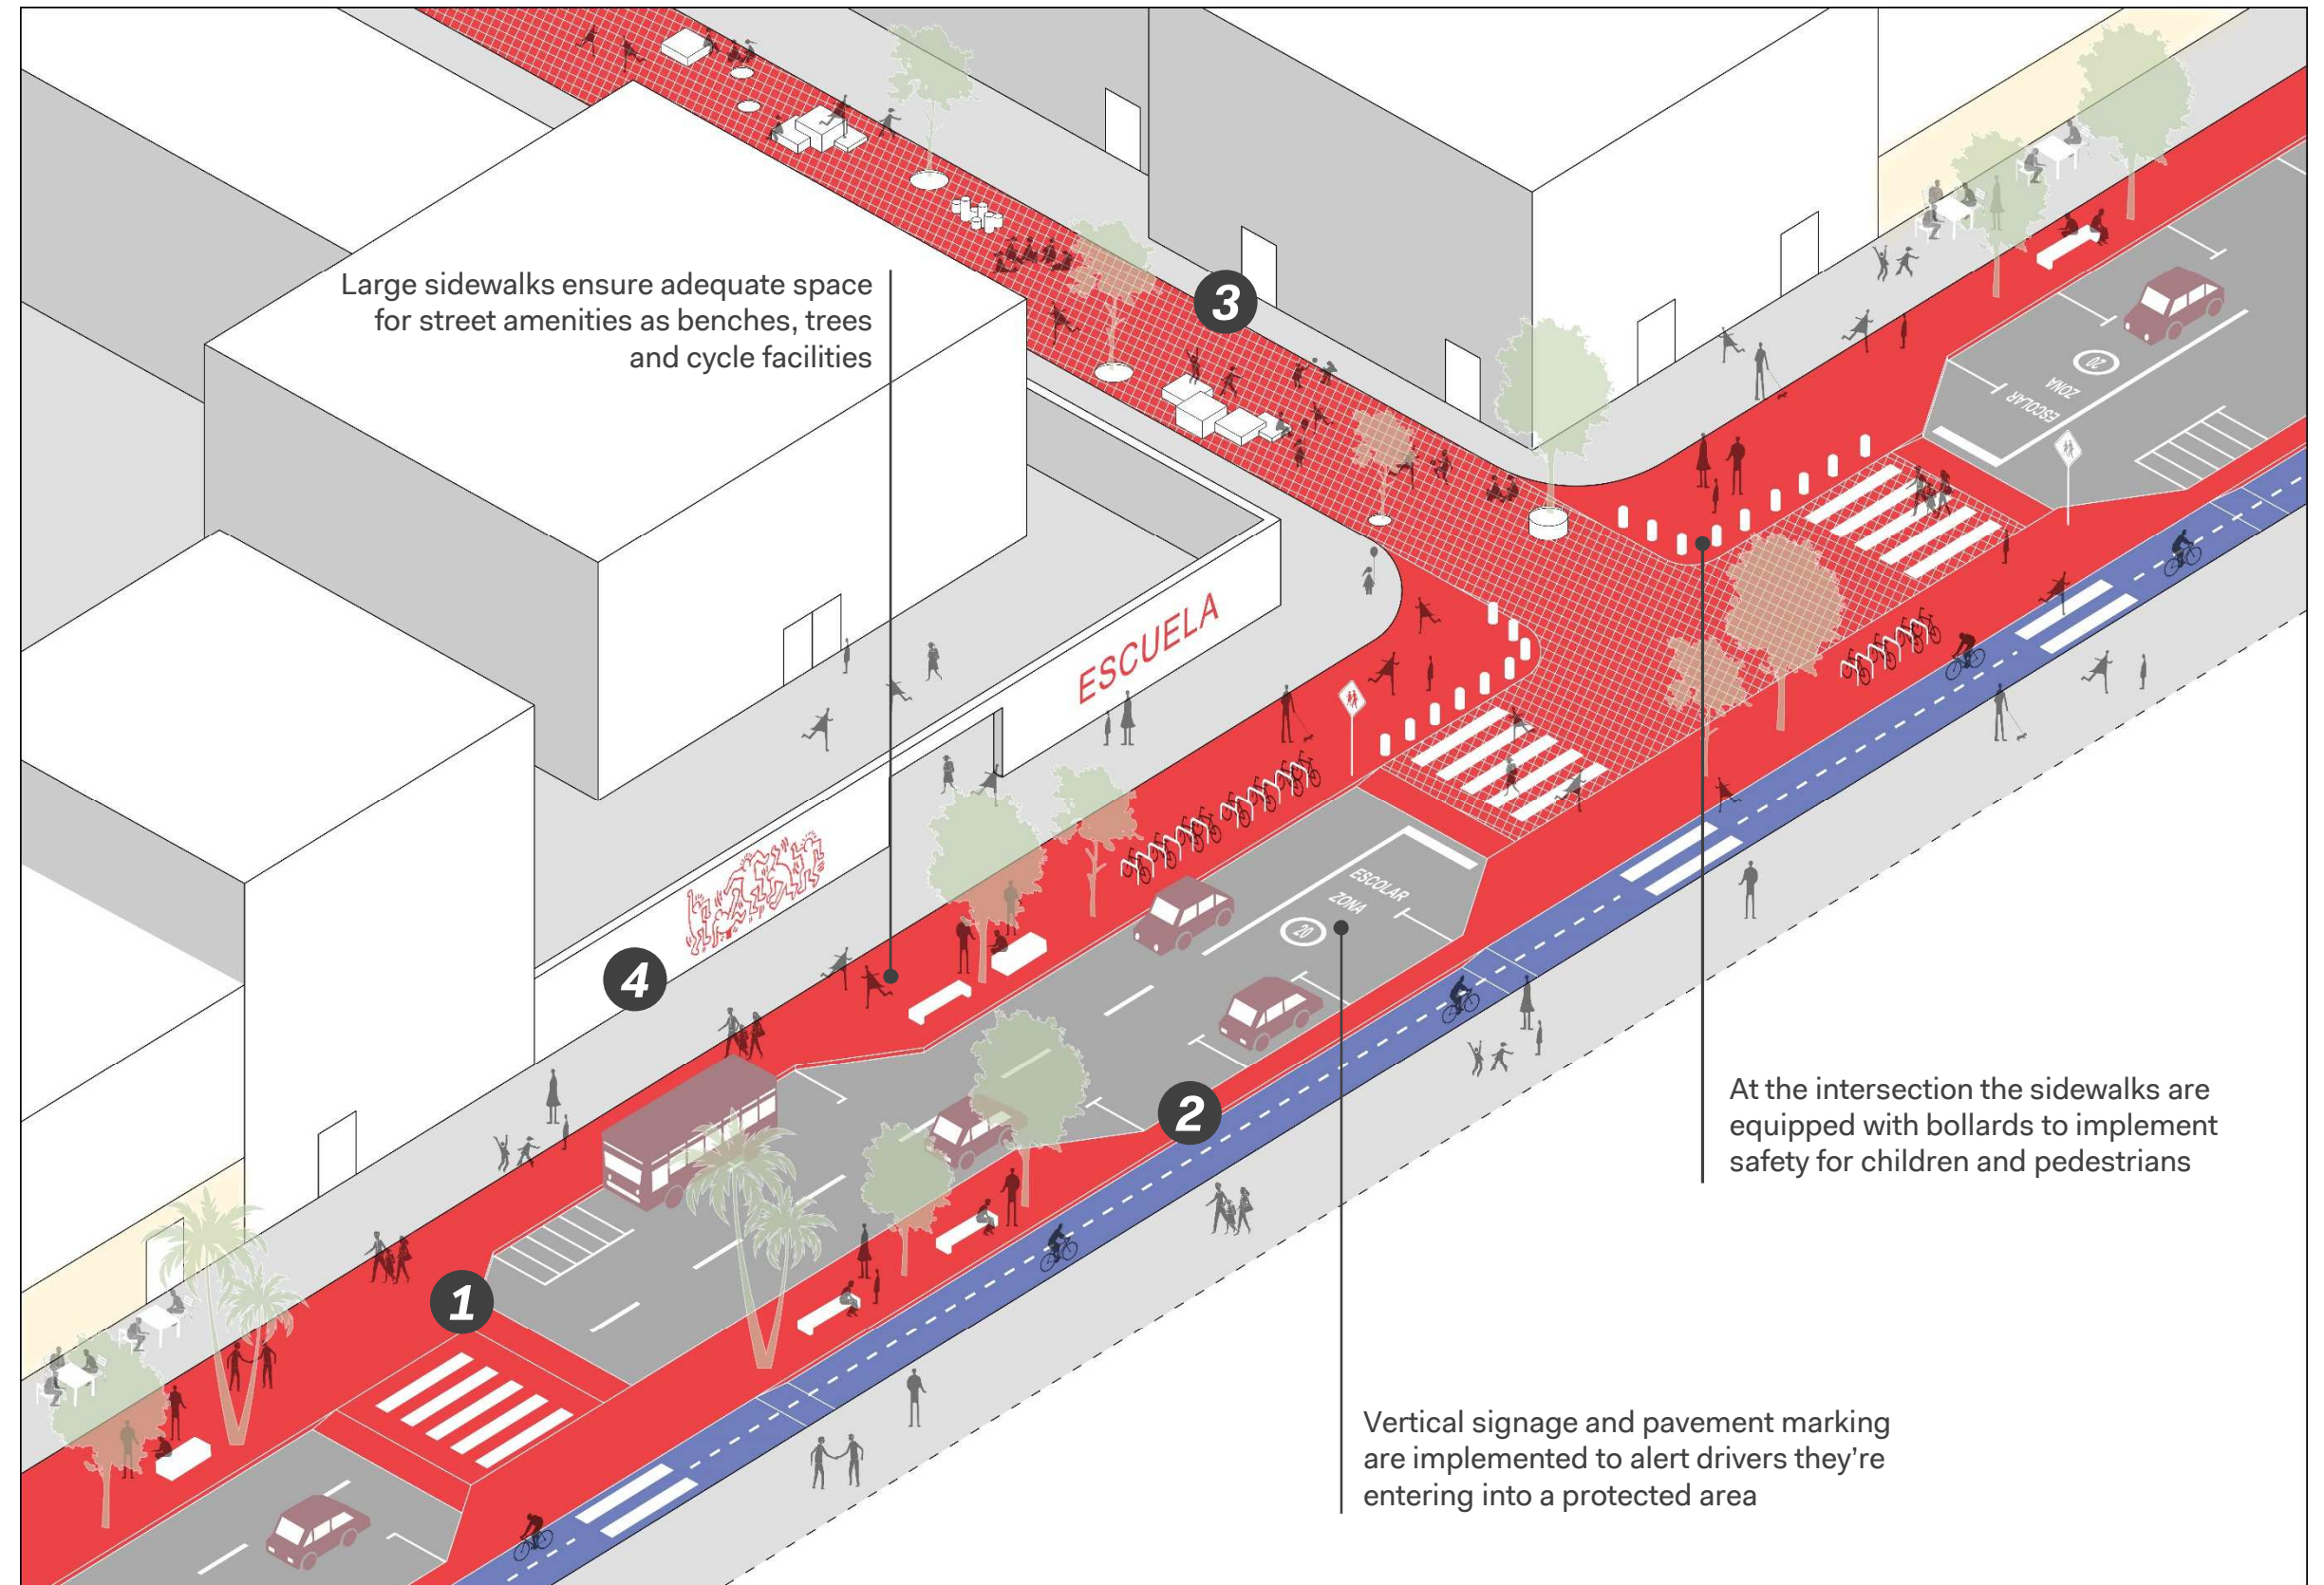 Large sidewalks ensure adequate space
for street amenities as benches, trees
and cycle facilities
3
20
ZONA
ESCOLAR
ESCUELA
ESCOLAR
ZONA
20
4
2
1
At the intersection the sidewalks are
equipped with bollards to implement
safety for children and pedestrians
Vertical signage and pavement marking
are implemented to alert drivers they're
entering into a protected area